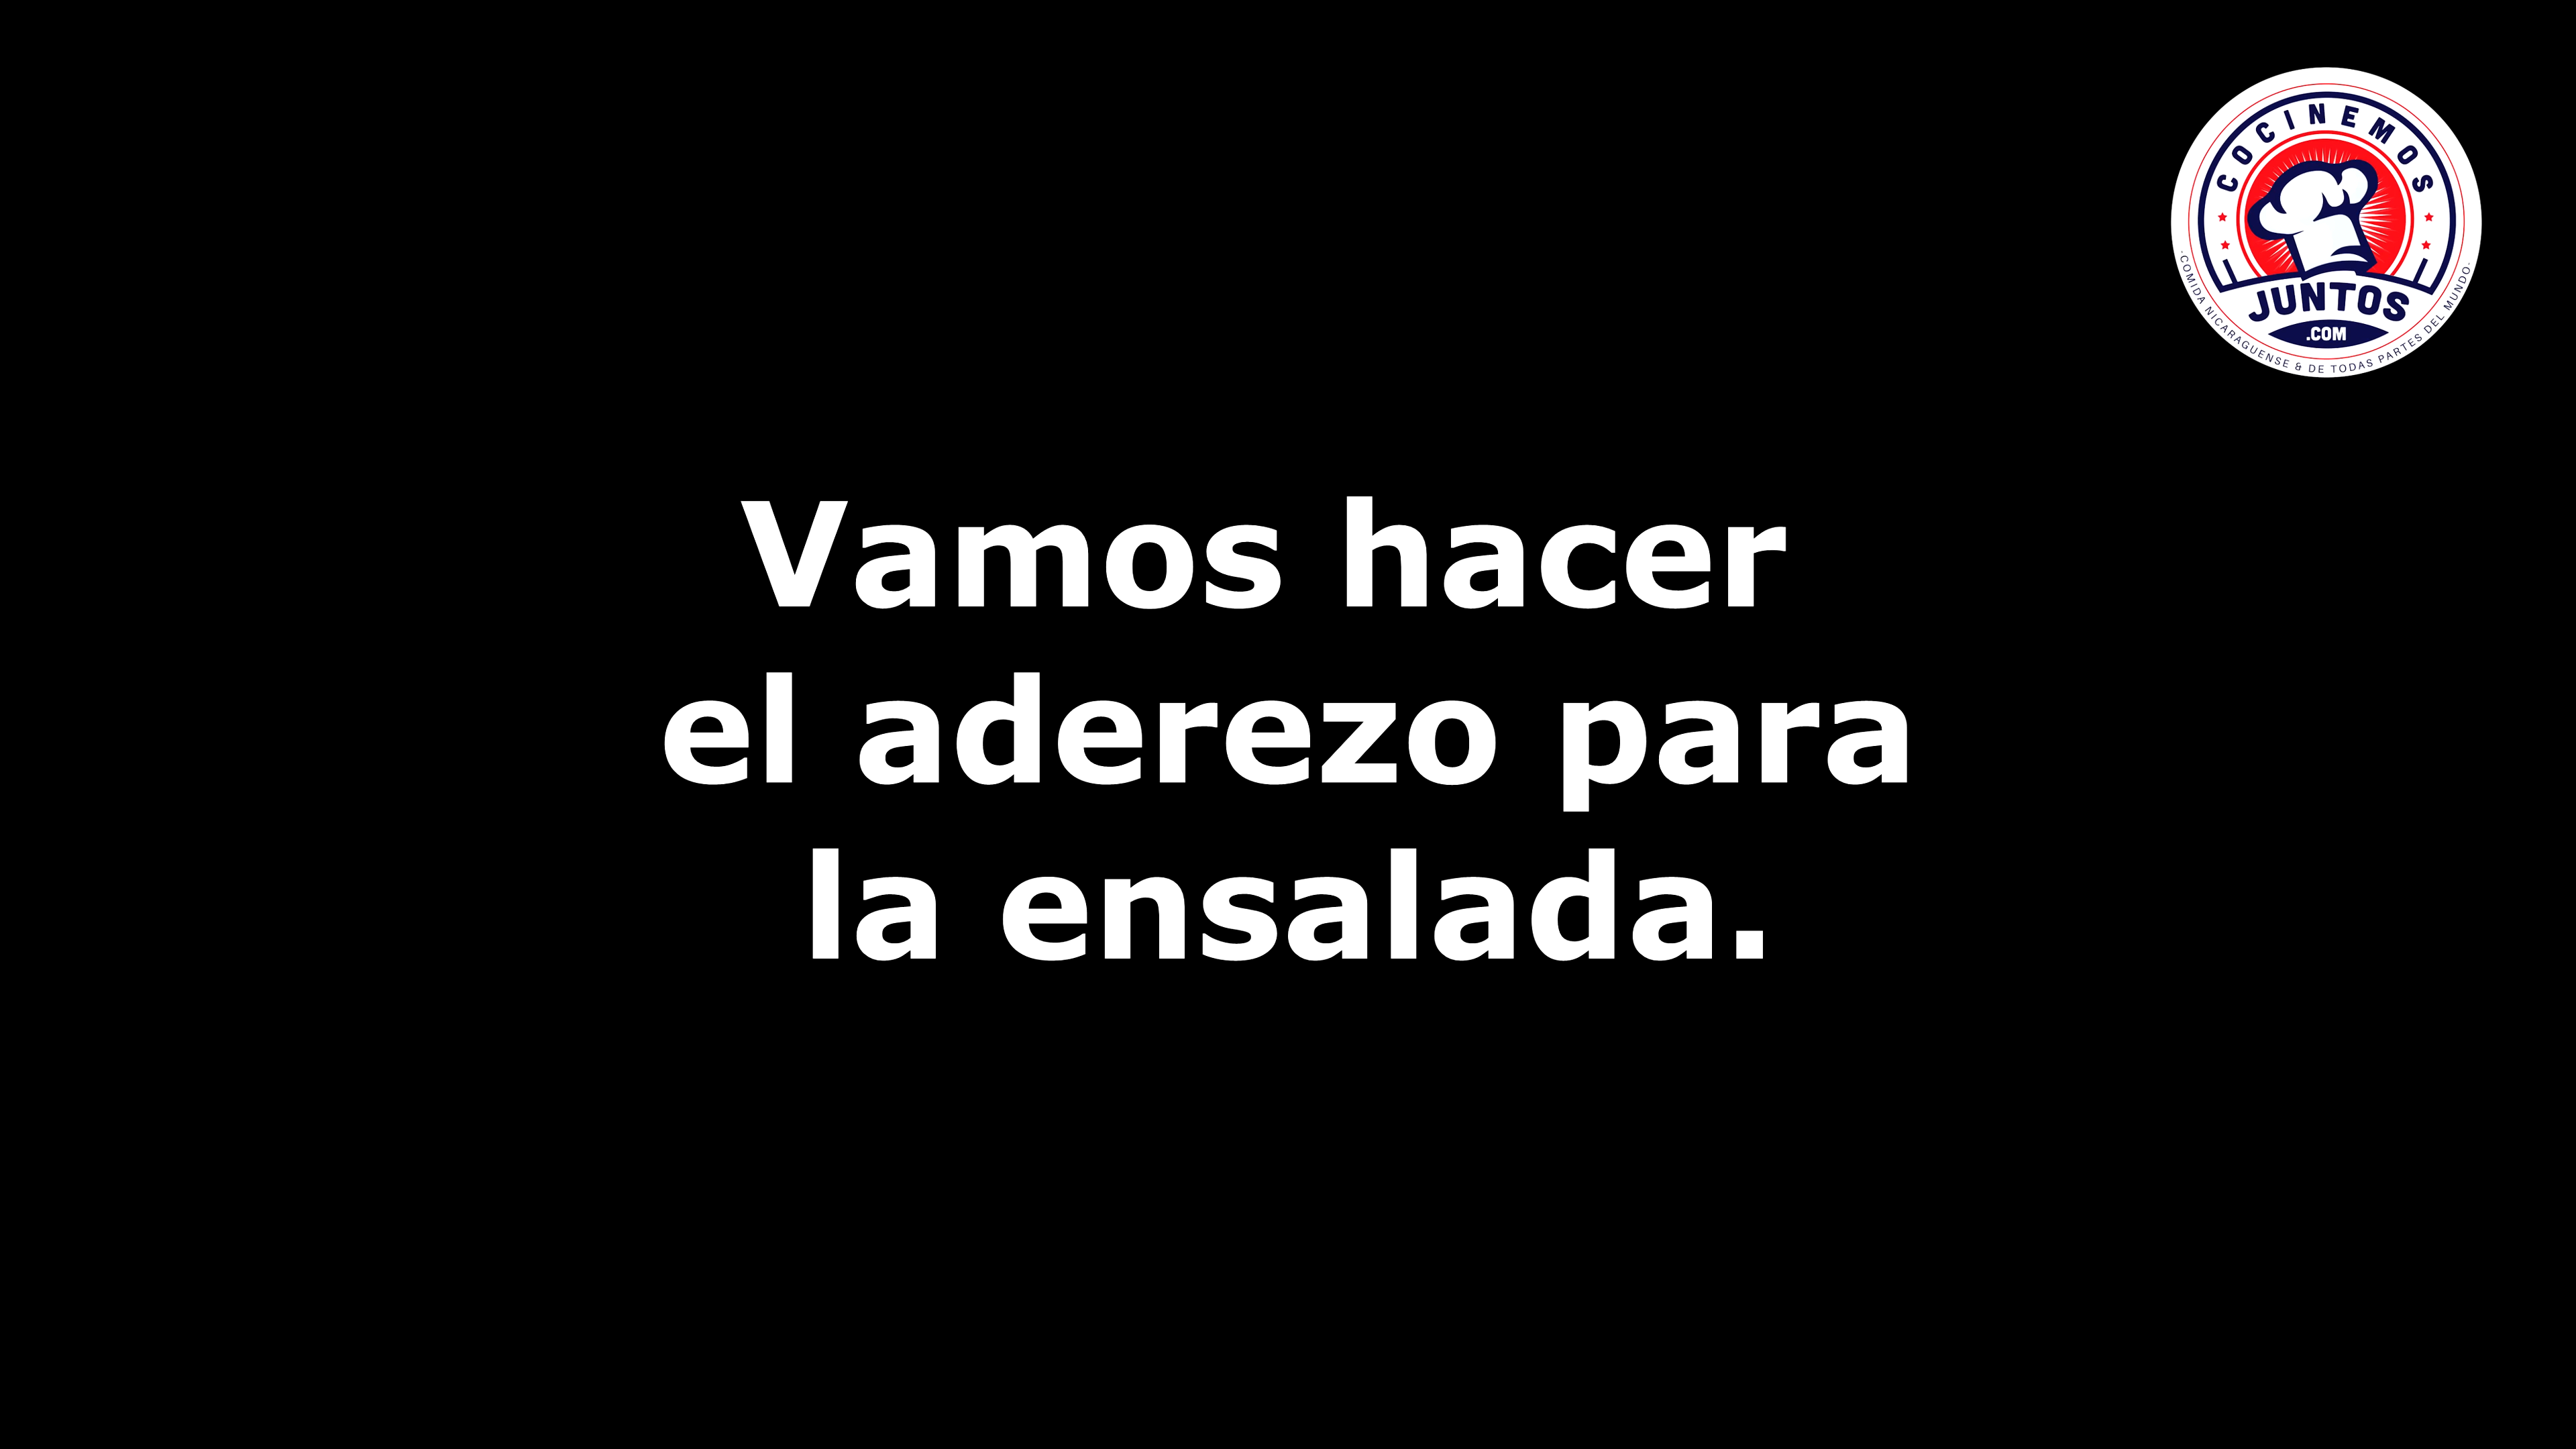 COCINEMOS
JUNTOS
.COM
·COMIDA NICARAGUENSE & DE TODAS PARTES DEL MUNDO·
Vamos hacer
el aderezo para
la ensalada.